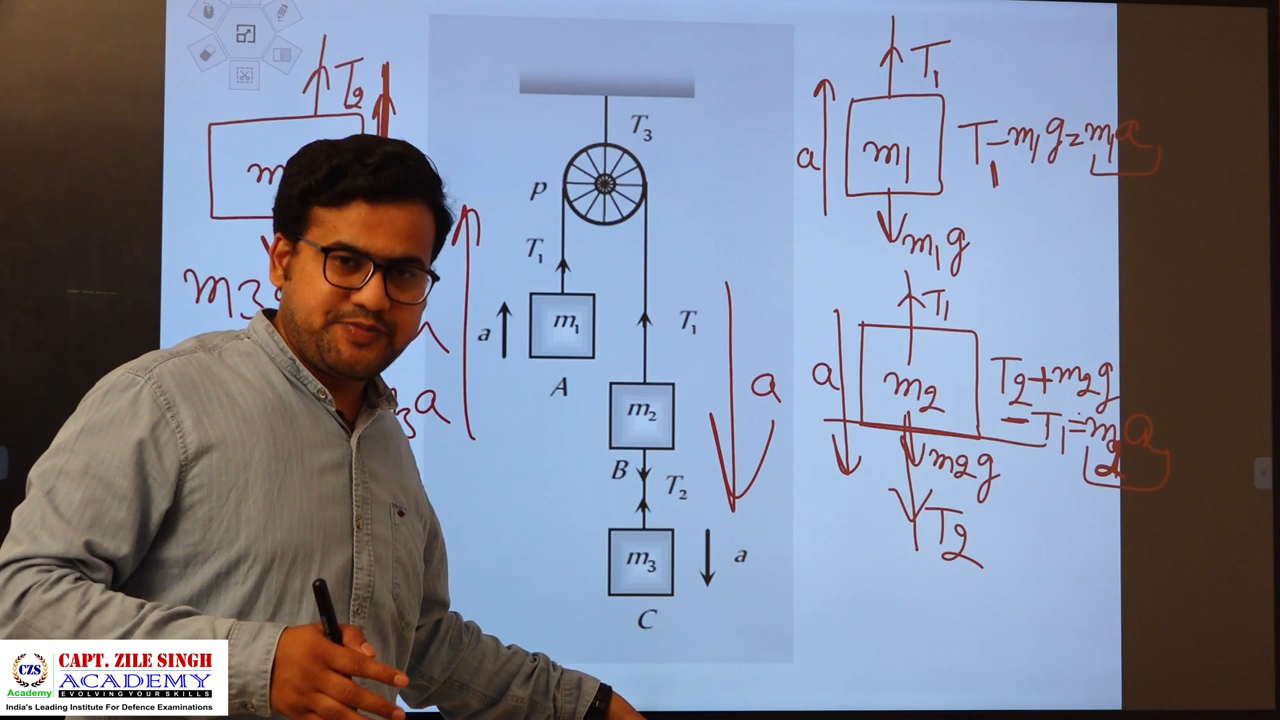 T2
m3
T3
P
T1
m1
a
A
T1
m2
B
T2
m3
a
C
a
3a
T1
a
m1
T1-m1g=m1a
m1g
T1
a
m2
T2+m2g
-T1=m2a
m2g
T2
CZS
Academy
CAPT. ZILE SINGH
ACADEMY
EVOLVING YOUR SKILLS
India's Leading Institute For Defence Examinations